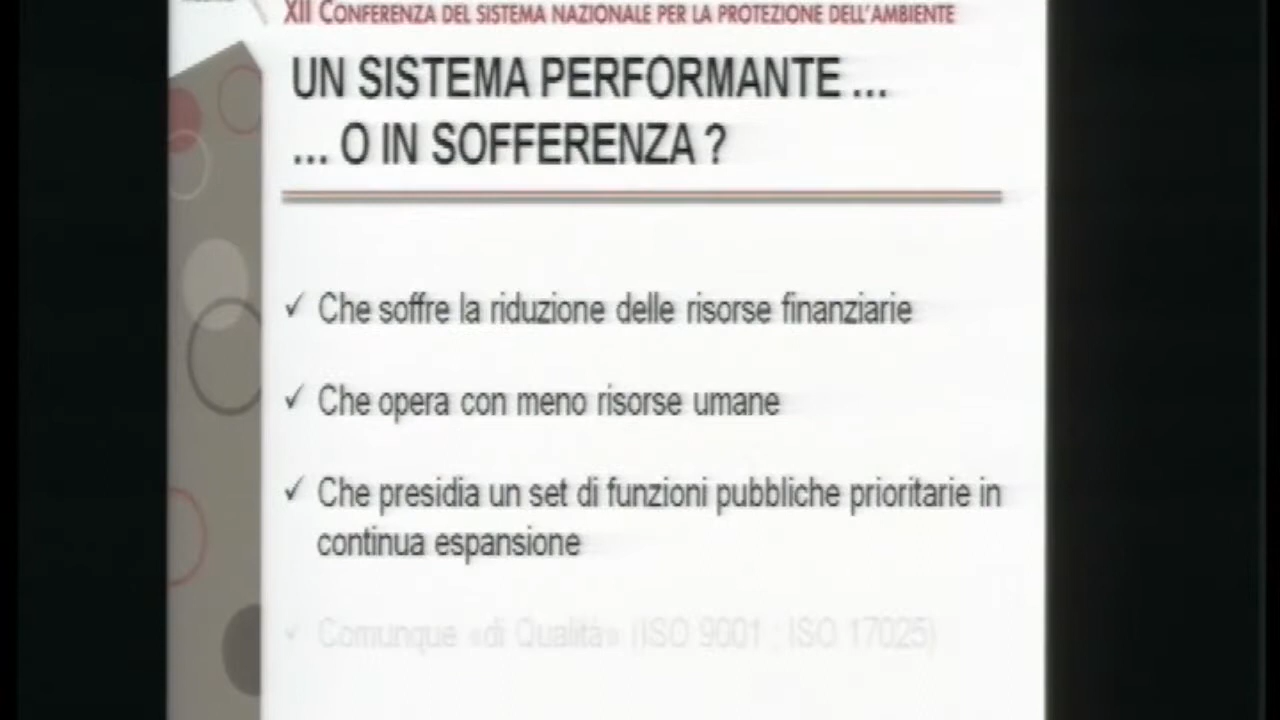 XII CONFERENZA DEL SISTEMA NAZIONALE PER LA PROTEZIONE DELL'AMBIENTE
UN SISTEMA PERFORMANTE ...
... O IN SOFFERENZA ?
✓ Che soffre la riduzione delle risorse finanziarie
✓ Che opera con meno risorse umane
✓ Che presidia un set di funzioni pubbliche prioritarie in
continua espansione
✓ Comunque «di Qualità» (ISO 9001 ; ISO 17025)